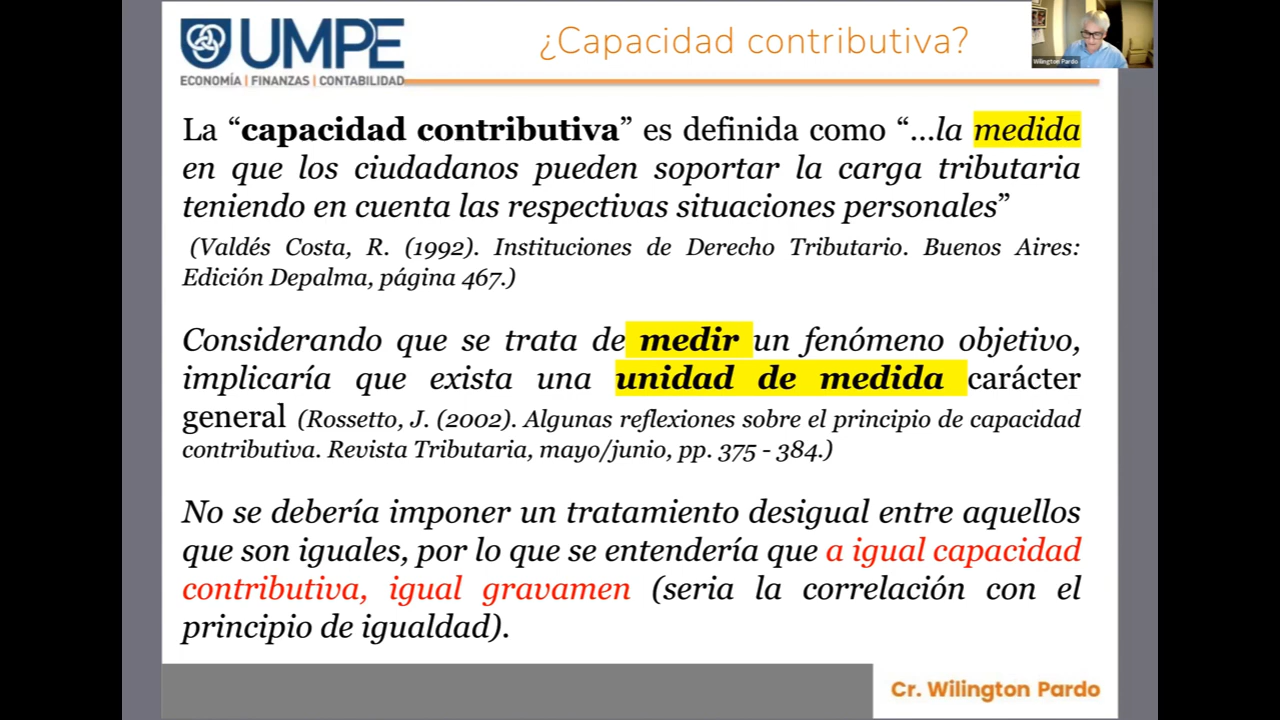 UMPE
ECONOMÍA | FINANZAS | CONTABILIDAD
¿Capacidad contributiva?
Wilington Pardo
La “capacidad contributiva” es definida como “…la medida
en que los ciudadanos pueden soportar la carga tributaria
teniendo en cuenta las respectivas situaciones personales”
(Valdés Costa, R. (1992). Instituciones de Derecho Tributario. Buenos Aires:
Edición Depalma, página 467.)
Considerando que se trata de medir un fenómeno objetivo,
implicaría que exista una unidad de medida carácter
general (Rossetto, J. (2002). Algunas reflexiones sobre el principio de capacidad
contributiva. Revista Tributaria, mayo/junio, pp. 375 - 384.)
No se debería imponer un tratamiento desigual entre aquellos
que son iguales, por lo que se entendería que a igual capacidad
contributiva, igual gravamen (seria la correlación con el
principio de igualdad).
Cr. Wilington Pardo